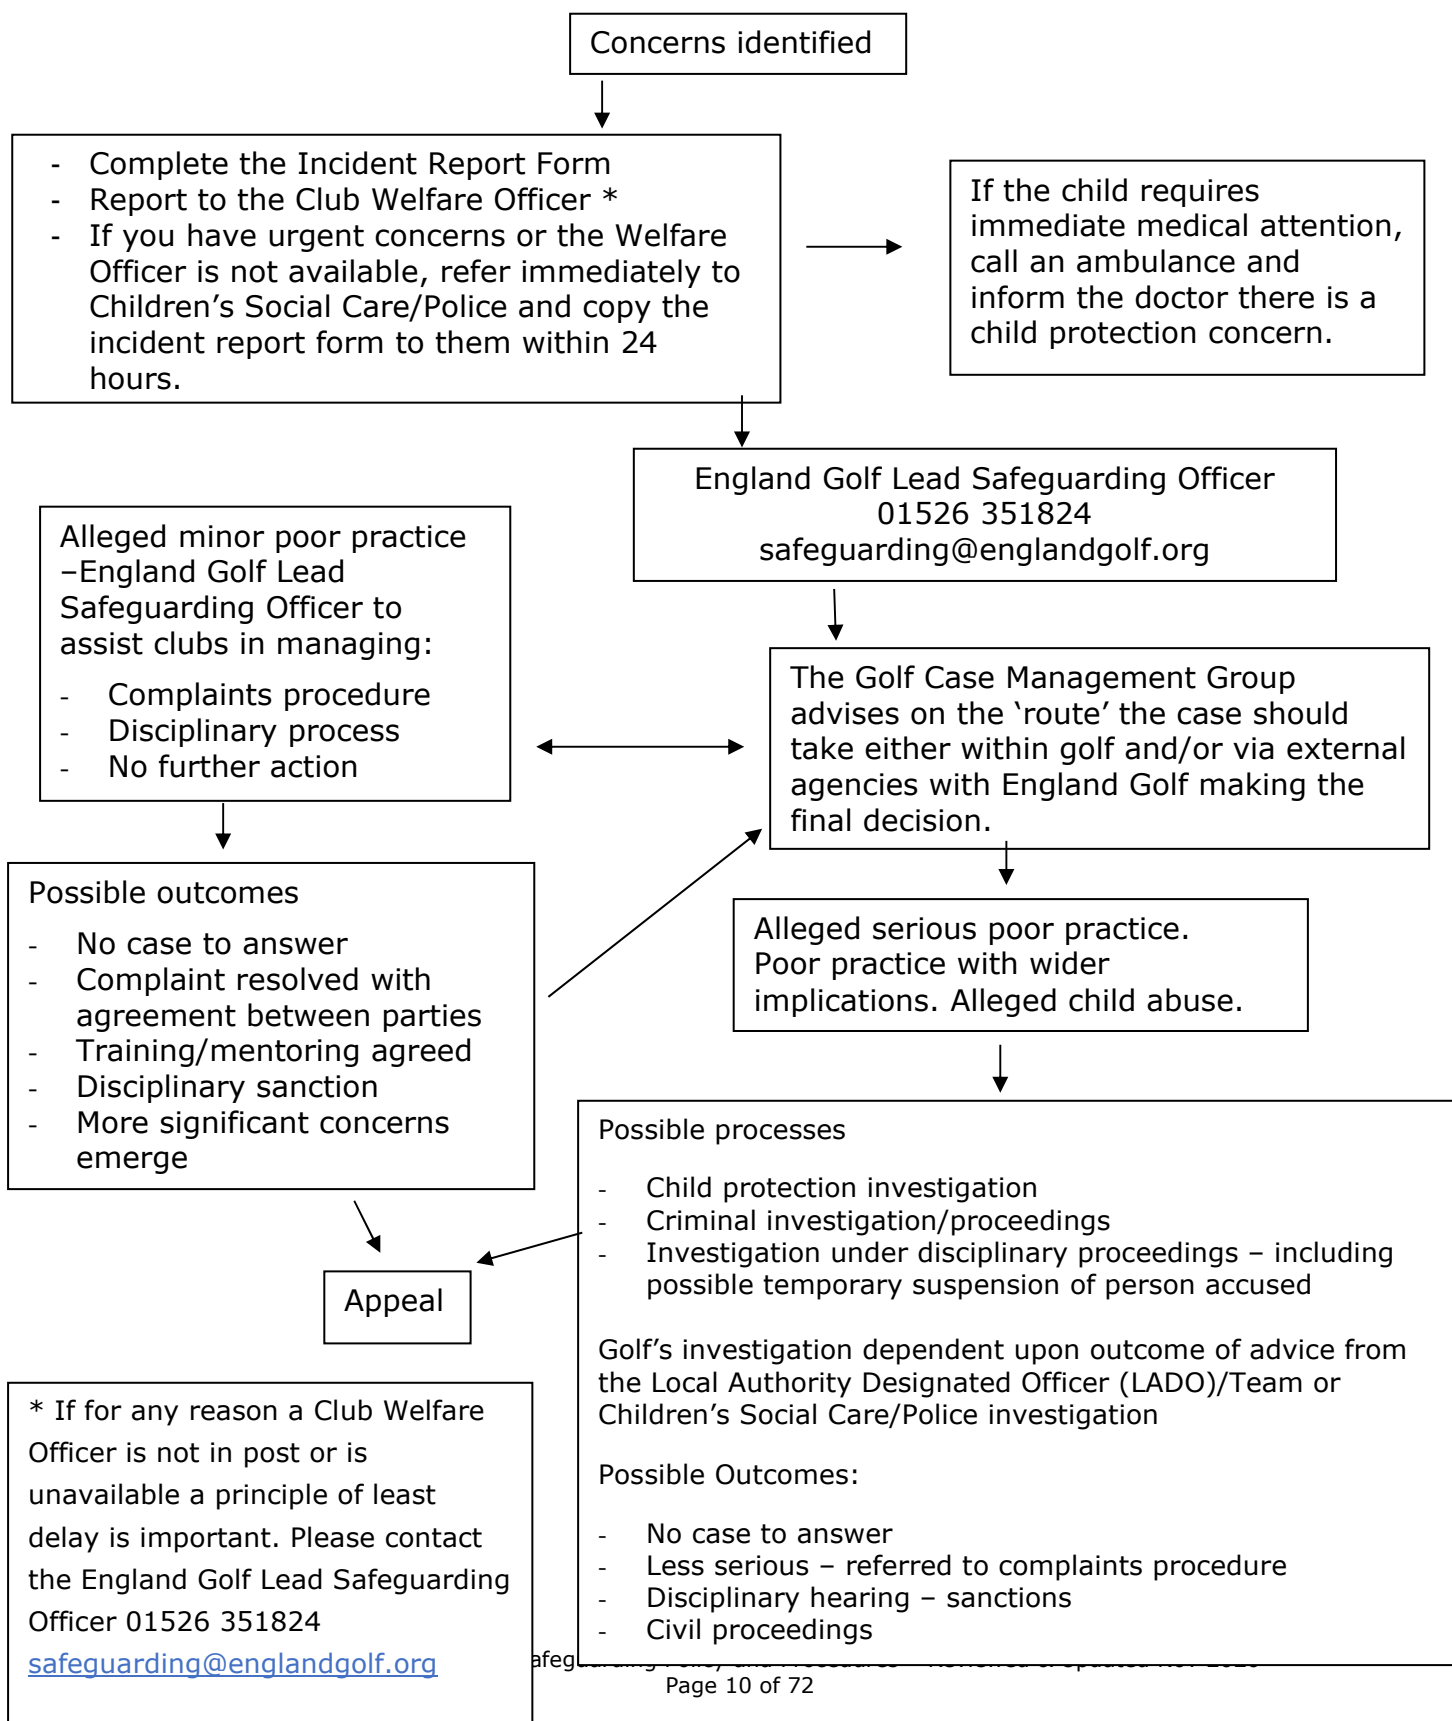 Concerns identified
- Complete the Incident Report Form
- Report to the Club Welfare Officer *
- If you have urgent concerns or the Welfare
Officer is not available, refer immediately to
Children’s Social Care/Police and copy the
incident report form to them within 24
hours.
If the child requires
immediate medical attention,
call an ambulance and
inform the doctor there is a
child protection concern.
England Golf Lead Safeguarding Officer
01526 351824
safeguarding@englandgolf.org
Alleged minor poor practice
–England Golf Lead
Safeguarding Officer to
assist clubs in managing:
- Complaints procedure
- Disciplinary process
- No further action
The Golf Case Management Group
advises on the ‘route’ the case should
take either within golf and/or via external
agencies with England Golf making the
final decision.
Possible outcomes
- No case to answer
- Complaint resolved with
agreement between parties
- Training/mentoring agreed
- Disciplinary sanction
- More significant concerns
emerge
Alleged serious poor practice.
Poor practice with wider
implications. Alleged child abuse.
Possible processes
- Child protection investigation
- Criminal investigation/proceedings
- Investigation under disciplinary proceedings – including
possible temporary suspension of person accused
Golf’s investigation dependent upon outcome of advice from
the Local Authority Designated Officer (LADO)/Team or
Children’s Social Care/Police investigation
Possible Outcomes:
- No case to answer
- Less serious – referred to complaints procedure
- Disciplinary hearing – sanctions
- Civil proceedings
Appeal
* If for any reason a Club Welfare
Officer is not in post or is
unavailable a principle of least
delay is important. Please contact
the England Golf Lead Safeguarding
Officer 01526 351824
safeguarding@englandgolf.org
Page 10 of 72